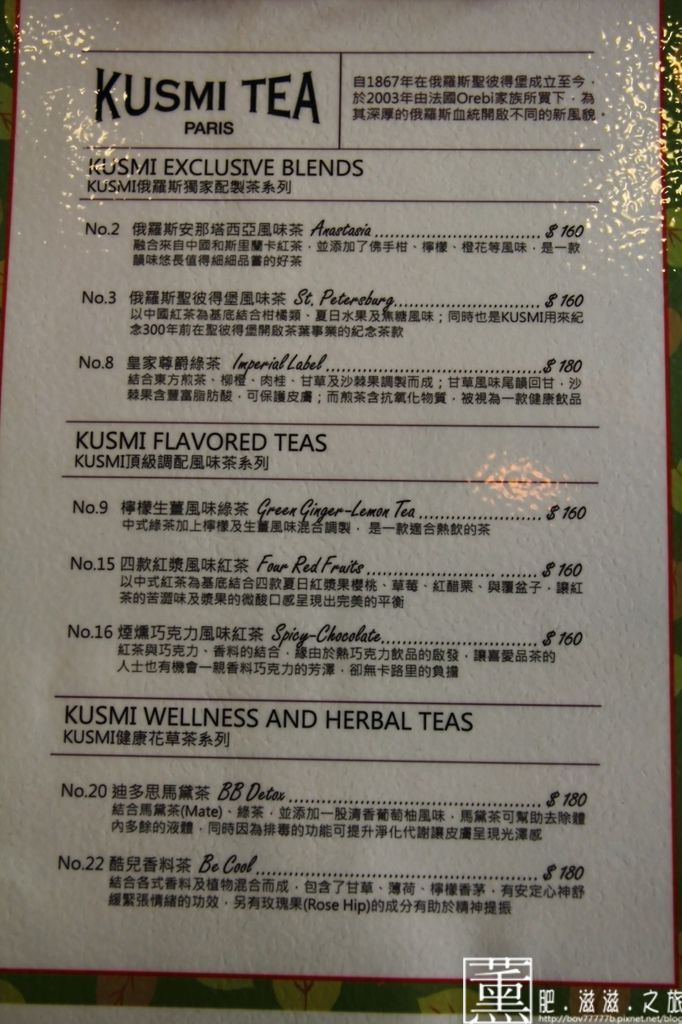 KUSMI TEA
PARIS
自1867年在俄羅斯聖彼得堡成立至今，
於2003年由法國Orebi家族所買下，為
其深厚的俄羅斯血統開啟不同的新風貌。
KUSMI EXCLUSIVE BLENDS
KUSMI俄羅斯獨家配製茶系列
No.2 俄羅斯安那塔西亞風味茶 Anastasia ........................ $ 160
融合來自中國和斯里蘭卡紅茶，並添加了佛手柑、檸檬、橙花等風味，是一款
韻味悠長值得細細品嘗的好茶
No.3 俄羅斯聖彼得堡風味茶 St. Petersburg........................ $ 160
以中國紅茶為基底結合柑橘類、夏日水果及焦糖風味；同時也是KUSMI用來紀
念300年前在聖彼得堡開啟茶葉事業的紀念茶款
No.8 皇家尊爵綠茶 Imperial Label ........................ $ 180
結合東方煎茶、柳橙、肉桂、甘草及沙棘果調製而成；甘草風味尾韻回甘，沙
棘果含豐富脂肪酸，可保護皮膚；而煎茶含抗氧化物質，被視為一款健康飲品
KUSMI FLAVORED TEAS
KUSMI頂級調配風味茶系列
No.9 檸檬生薑風味綠茶 Green Ginger-Lemon Tea ........................ $ 160
中式綠茶加上檸檬及生薑風味混合調製，是一款適合熱飲的茶
No.15 四款紅漿風味紅茶 Four Red Fruits ........................ $ 160
以中式紅茶為基底結合四款夏日紅漿果櫻桃、草莓、紅醋栗、與覆盆子，讓紅
茶的苦澀味及漿果的微酸口感呈現出完美的平衡
No.16 煙燻巧克力風味紅茶 Spicy-Chocolate........................ $ 160
紅茶與巧克力、香料的結合，緣由於熱巧克力飲品的啟發，讓喜愛品茶的
人士也有機會一親香料巧克力的芳澤，卻無卡路里的負擔
KUSMI WELLNESS AND HERBAL TEAS
KUSMI健康花草茶系列
No.20 迪多思馬黛茶 BB Detox ........................ $ 180
結合馬黛茶(Mate)、綠茶，並添加一股清香葡萄柚風味，馬黛茶可幫助去除體
內多餘的液體，同時因為排毒的功能可提升淨化代謝讓皮膚呈現光澤感
No.22 酷兒香料茶 Be Cool ........................ $ 180
結合各式香料及植物混合而成，包含了甘草、薄荷、檸檬香茅，有安定心神舒
緩緊張情緒的功效，另有玫瑰果(Rose Hip)的成分有助於精神提振
薰 肥.滋滋.之旅
http://bov77777b.pixnet.net/blog